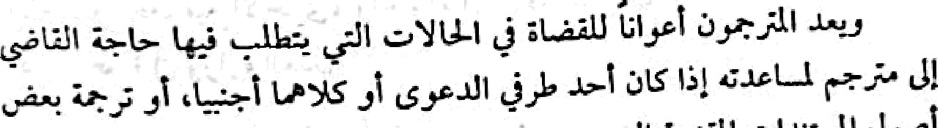 ويعد المترجمون أعواناً للقضاة في الحالات التي يتطلب فيها حاجة القاضي
إلى مترجم لمساعدته إذا كان أحد طرفي الدعوى أو كلاهما أجنبيا، أو ترجمة بعض